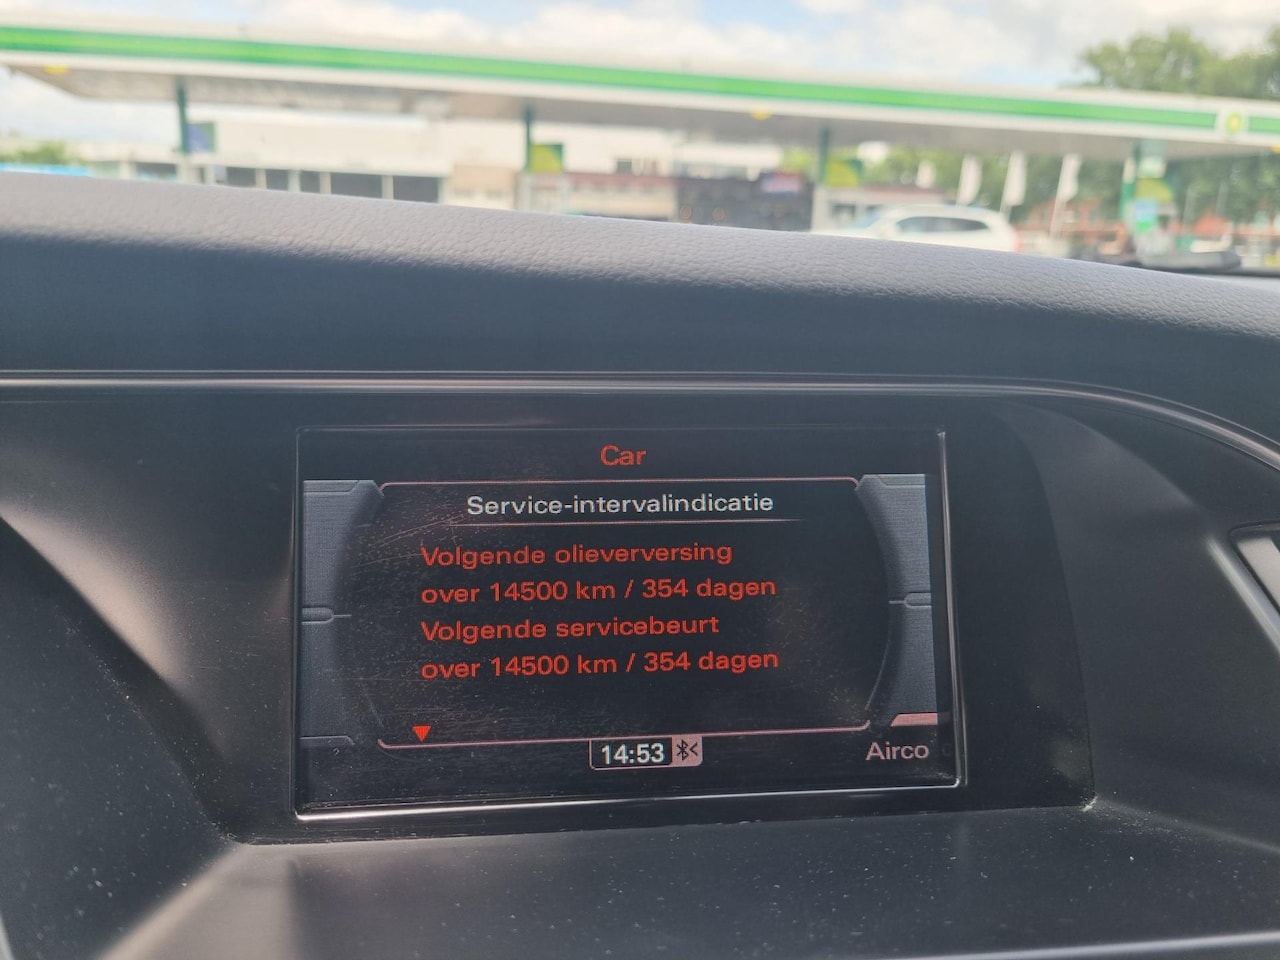 Car
Service-intervalindicatie
Volgende olieverversing
over 14500 km / 354 dagen
Volgende servicebeurt
over 14500 km / 354 dagen
14:53
Airco